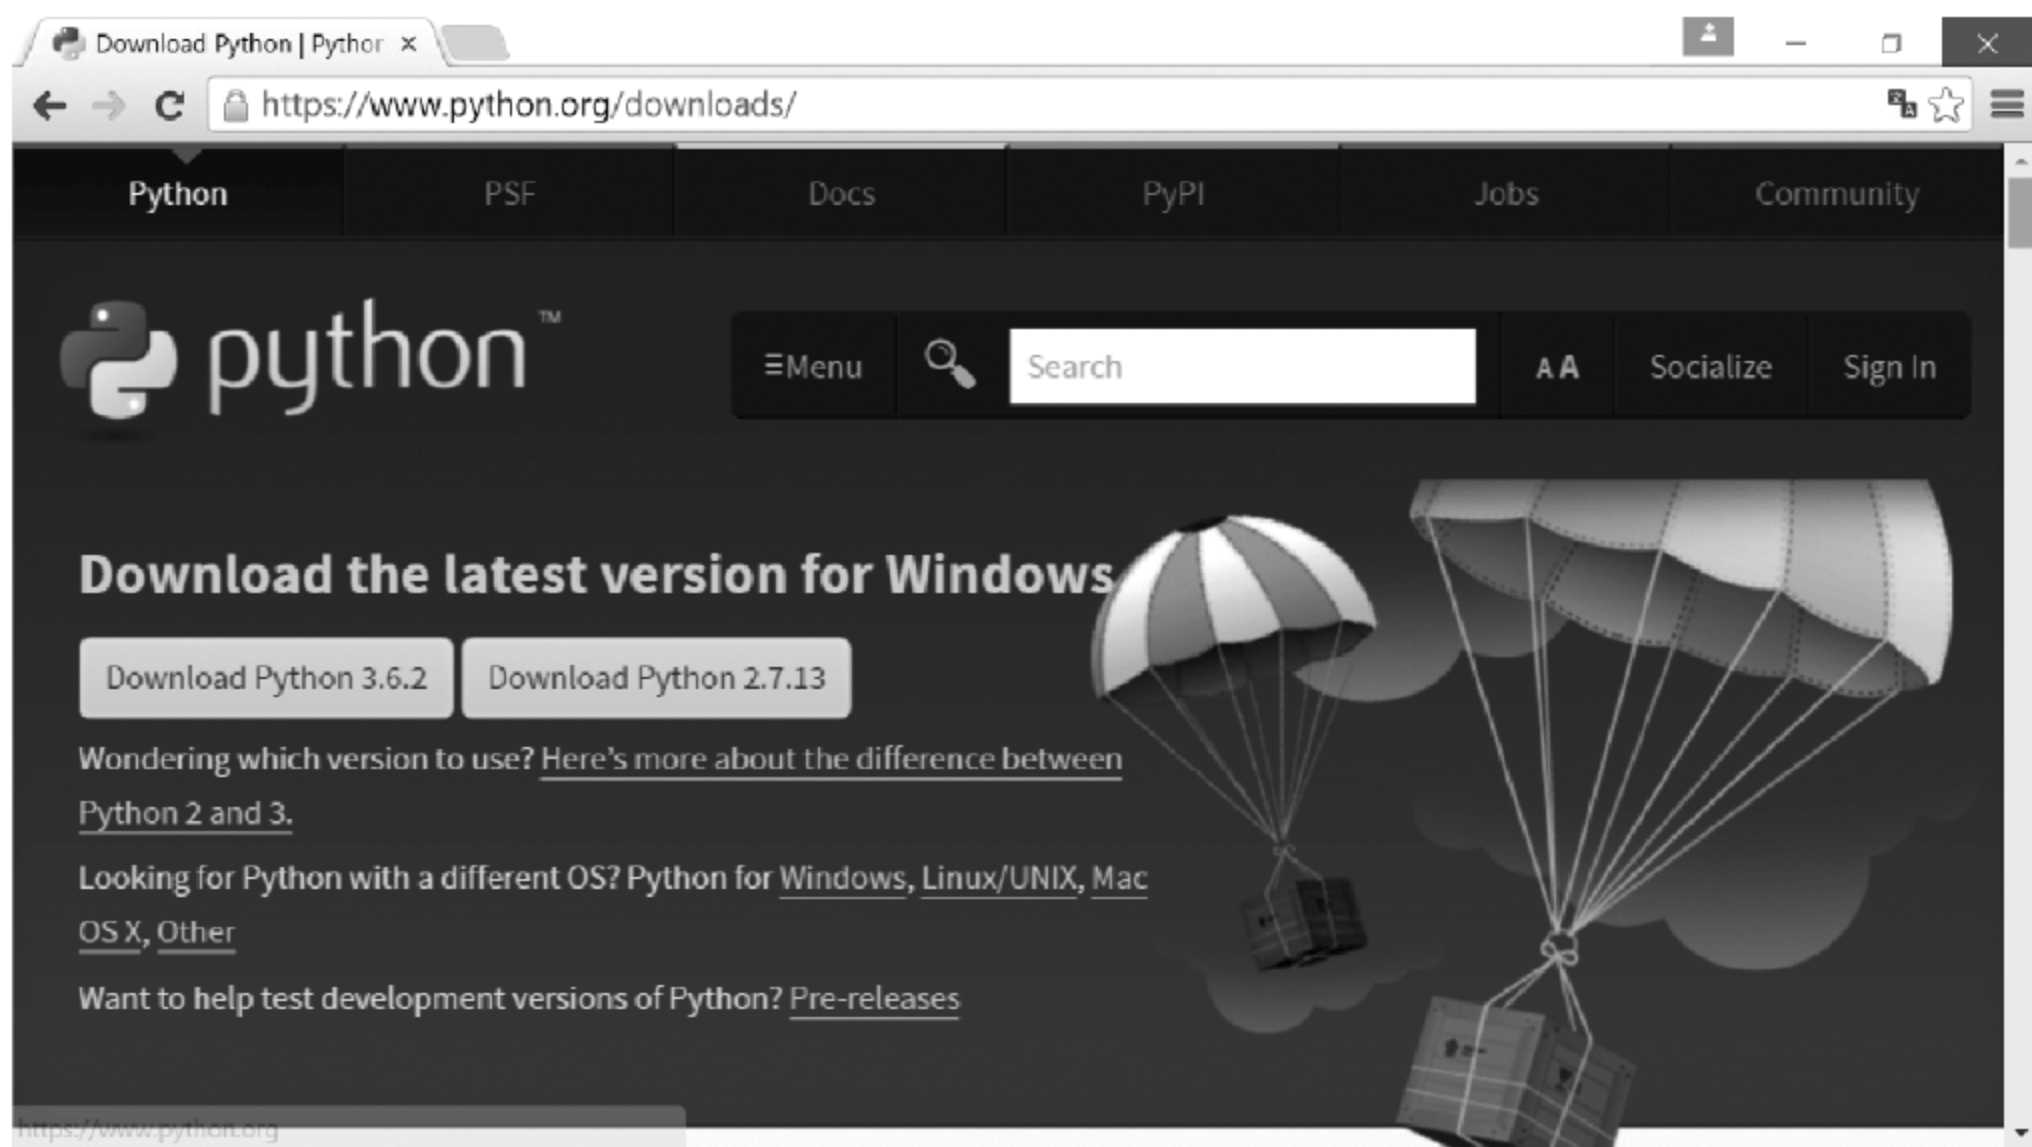 Download Python | Pythor
https://www.python.org/downloads/
Python PSF Docs PyPI Jobs Community
python™
≡Menu Search A A Socialize Sign In
Download the latest version for Windows
Download Python 3.6.2 Download Python 2.7.13
Wondering which version to use? Here's more about the difference between
Python 2 and 3.
Looking for Python with a different OS? Python for Windows, Linux/UNIX, Mac
OS X, Other
Want to help test development versions of Python? Pre-releases
https://www.python.org